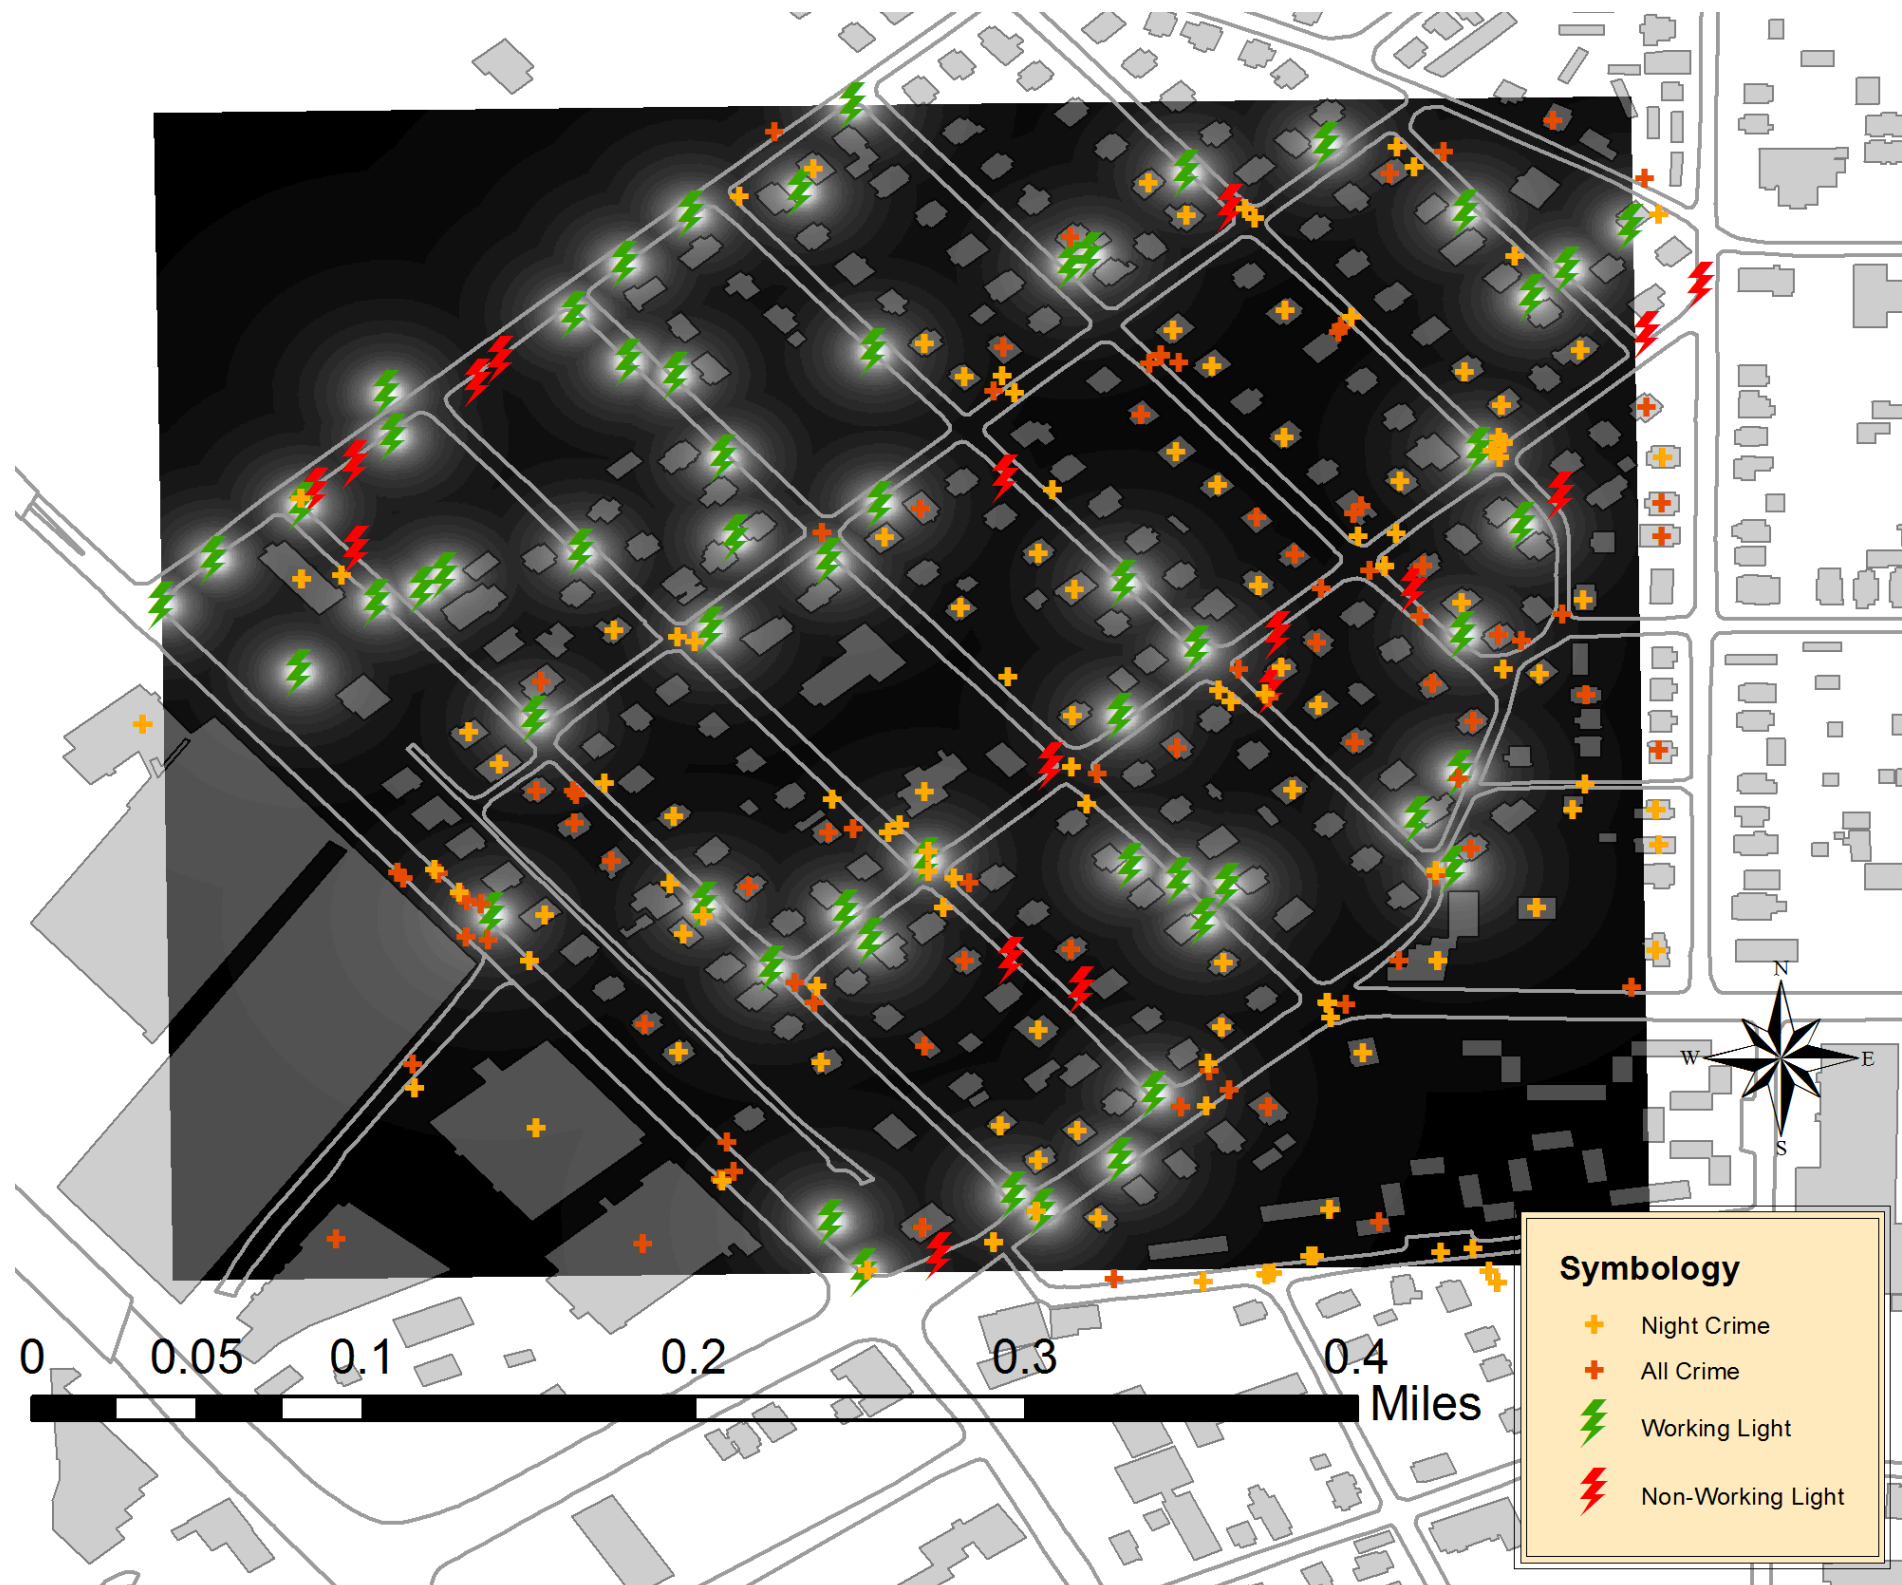 N
W E
S
0 0.05 0.1 0.2 0.3 0.4
Miles
Symbology
Night Crime
All Crime
Working Light
Non-Working Light